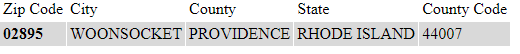 Zip Code City County State County Code
02895 WOONSOCKET PROVIDENCE RHODE ISLAND 44007